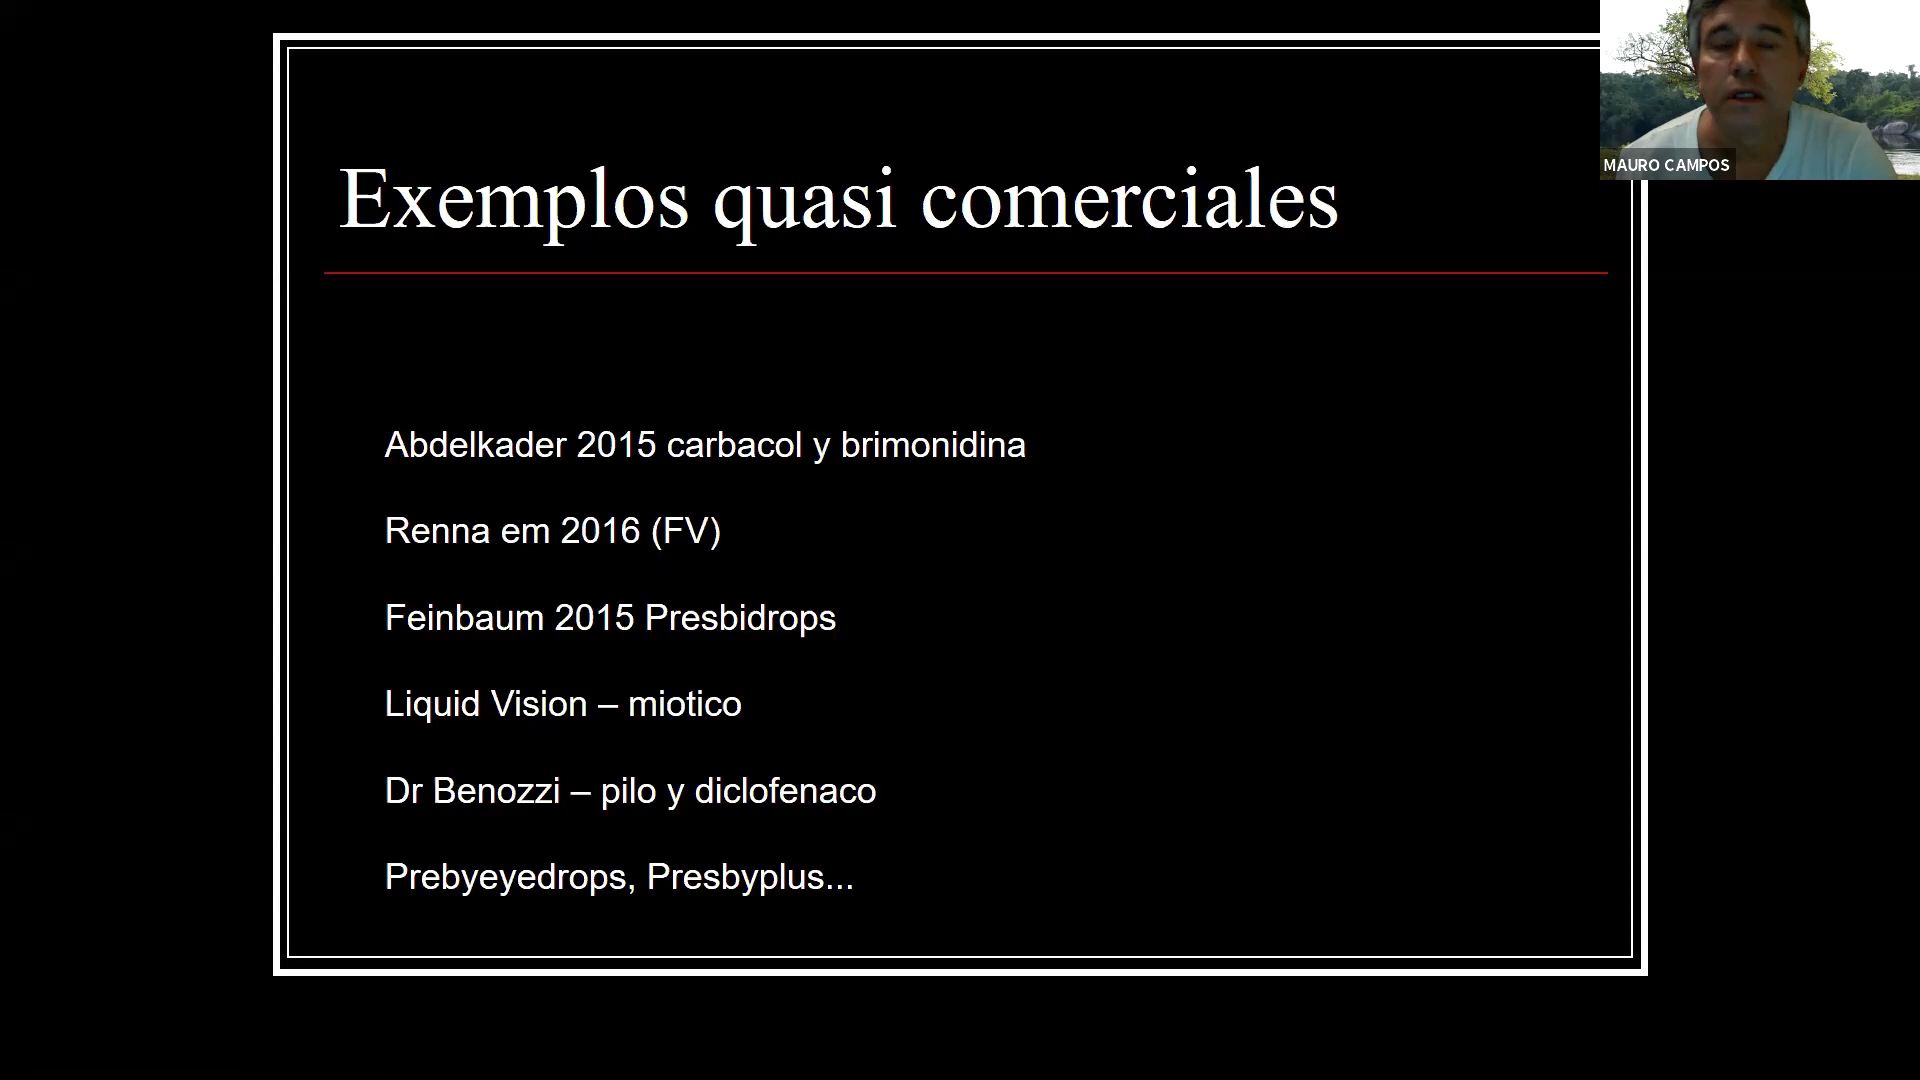 Exemplos quasi comerciales
MAURO CAMPOS
Abdelkader 2015 carbacol y brimonidina
Renna em 2016 (FV)
Feinbaum 2015 Presbidrops
Liquid Vision – miotico
Dr Benozzi – pilo y diclofenaco
Prebyeyedrops, Presbyplus...